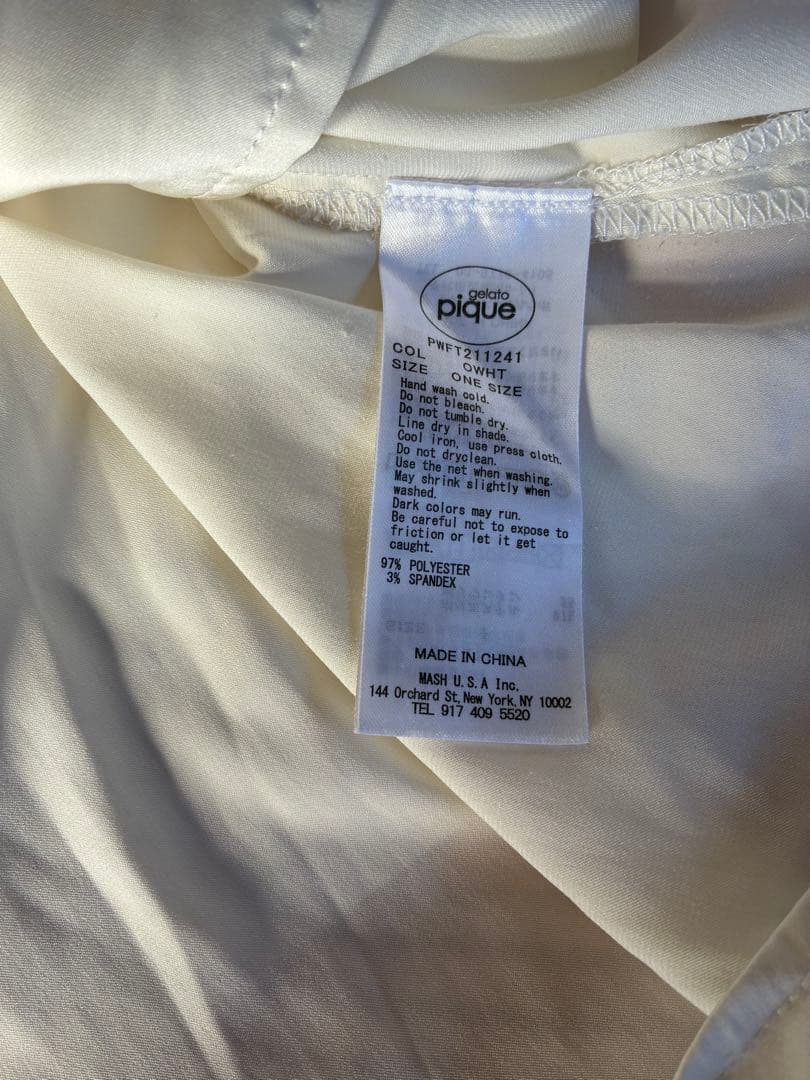 gelato
pique
PWFT211241
COL OWHT
SIZE ONE SIZE
Hand wash cold.
Do not bleach.
Do not tumble dry.
Line dry in shade.
Cool iron, use press cloth.
Do not dryclean.
Use the net when washing.
May shrink slightly when
washed.
Dark colors may run.
Be careful not to expose to
friction or let it get
caught.
97% POLYESTER
3% SPANDEX
MADE IN CHINA
MASH U.S.A Inc.
144 Orchard St, New York, NY 10002
TEL 917 409 5520